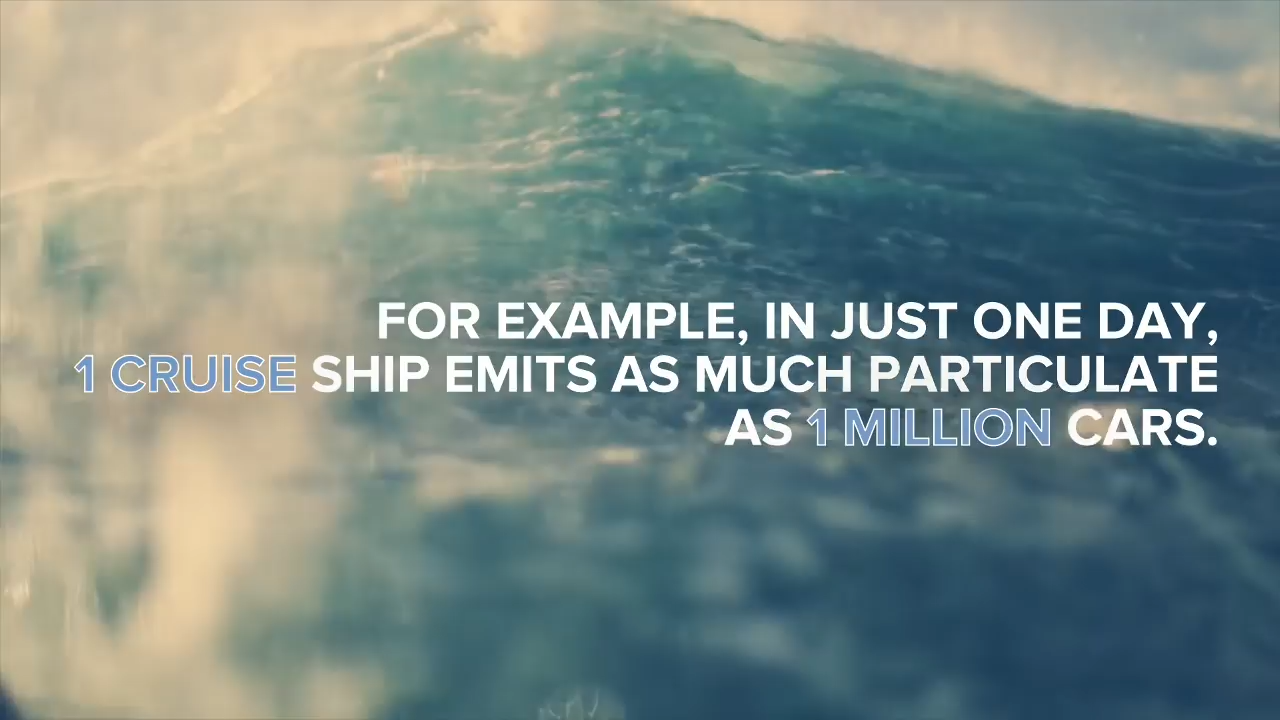 FOR EXAMPLE, IN JUST ONE DAY,
1 CRUISE SHIP EMITS AS MUCH PARTICULATE
AS 1 MILLION CARS.